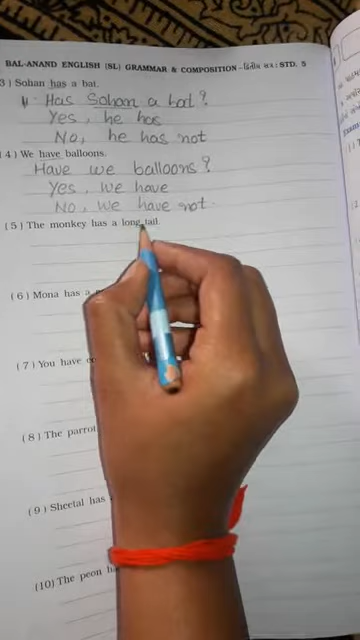 BAL-ANAND ENGLISH (SL) GRAMMAR & COMPOSITION – द्वितीय सत्र : STD. 5
3) Sohan has a bat.
Has Sohan a bat ?
Yes, he has
No, he has not
(4) We have balloons.
Have we balloons ?
Yes, we have
No, we have not.
(5) The monkey has a long tail.
(6) Mona has a
(7) You have
(8) The parrot
(9) Sheetal has
(10) The peon